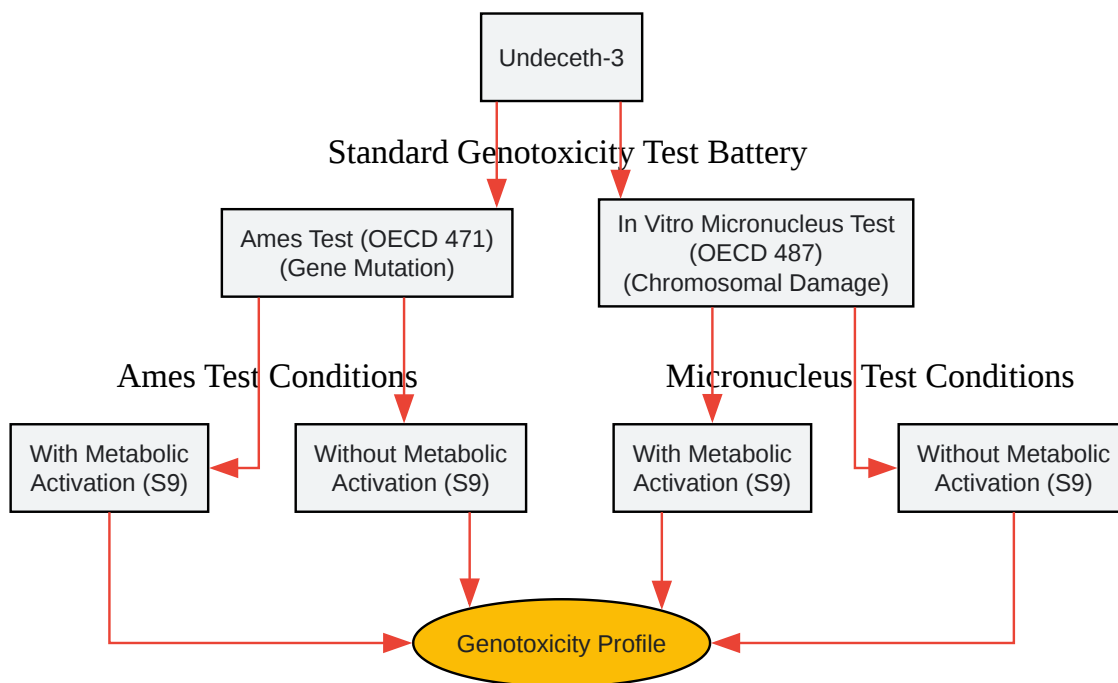 Undeceth-3
Standard Genotoxicity Test Battery
Ames Test (OECD 471)
(Gene Mutation)
In Vitro Micronucleus Test
(OECD 487)
(Chromosomal Damage)
Ames Test Conditions
Micronucleus Test Conditions
With Metabolic
Activation (S9)
Without Metabolic
Activation (S9)
With Metabolic
Activation (S9)
Without Metabolic
Activation (S9)
Genotoxicity Profile